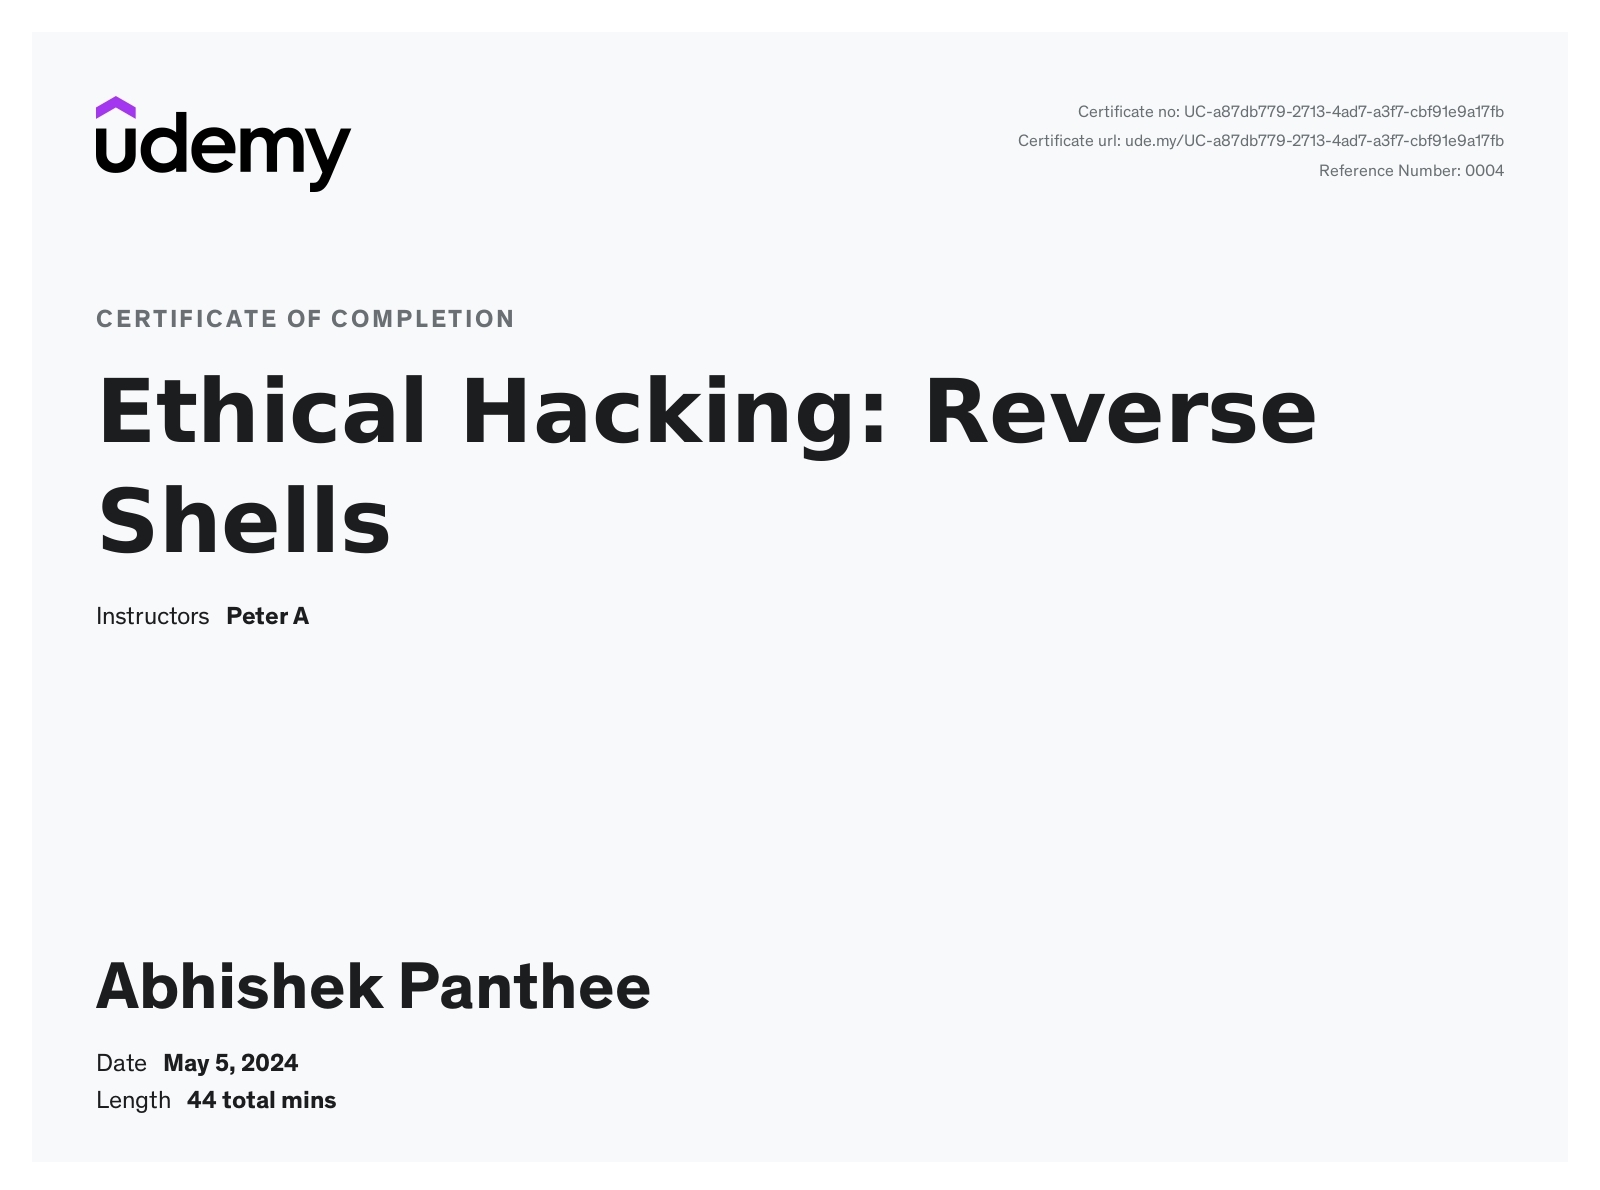 udemy
Certificate no: UC-a87db779-2713-4ad7-a3f7-cbf91e9a17fb
Certificate url: ude.my/UC-a87db779-2713-4ad7-a3f7-cbf91e9a17fb
Reference Number: 0004
CERTIFICATE OF COMPLETION
Ethical Hacking: Reverse
Shells
Instructors Peter A
Abhishek Panthee
Date May 5, 2024
Length 44 total mins